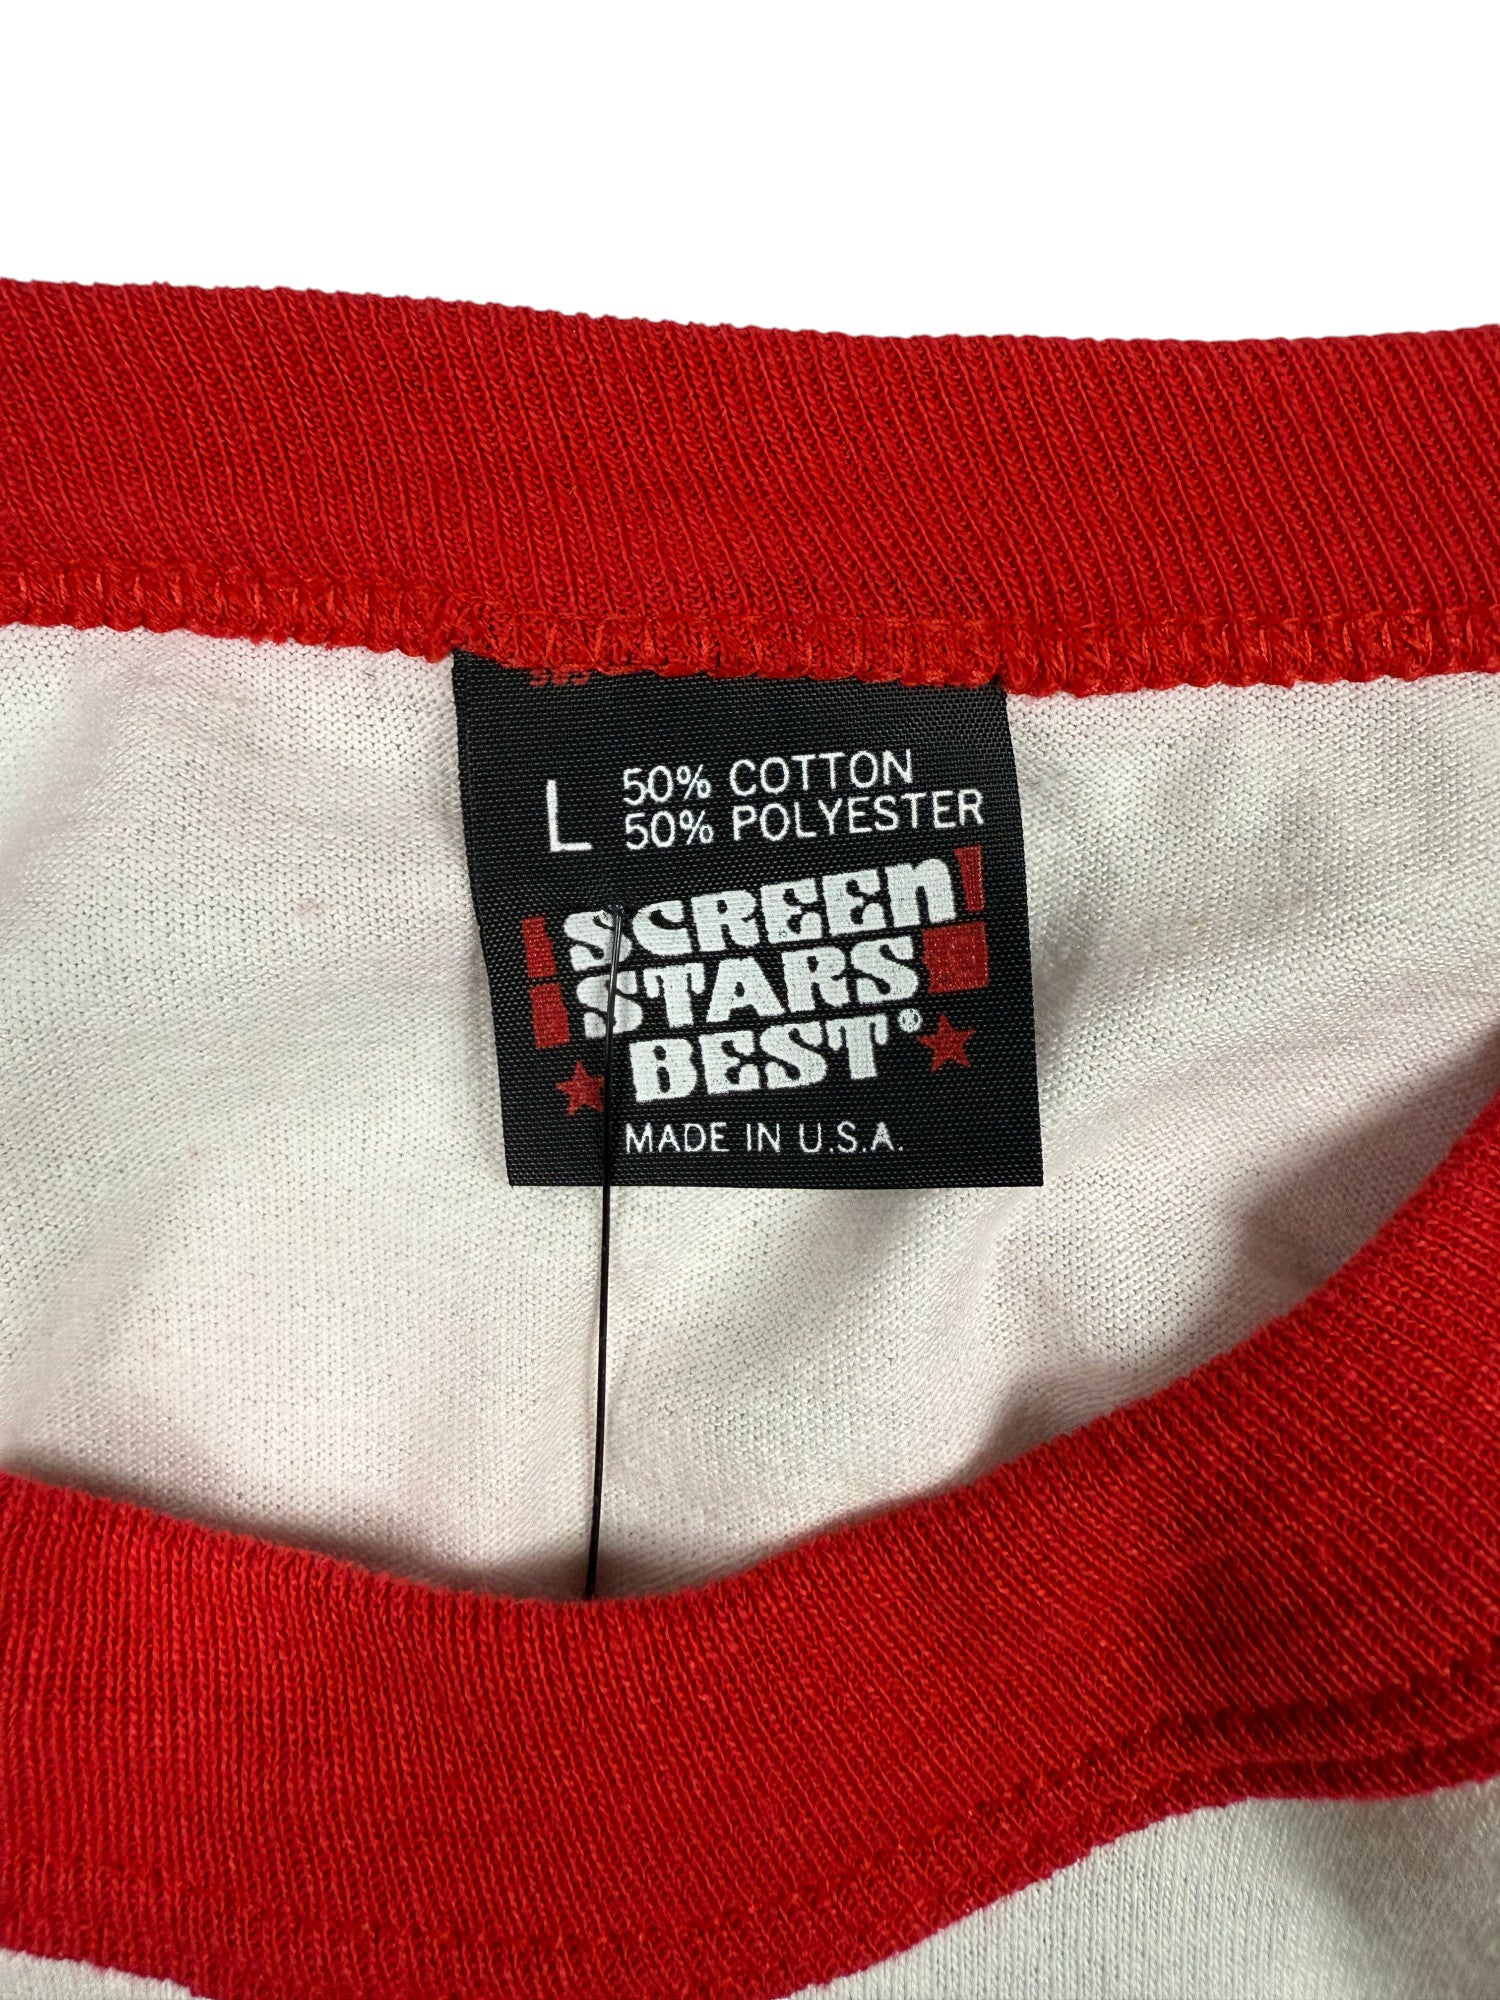 L
50% COTTON
50% POLYESTER
SCREEN
STARS
BEST®
MADE IN U.S.A.